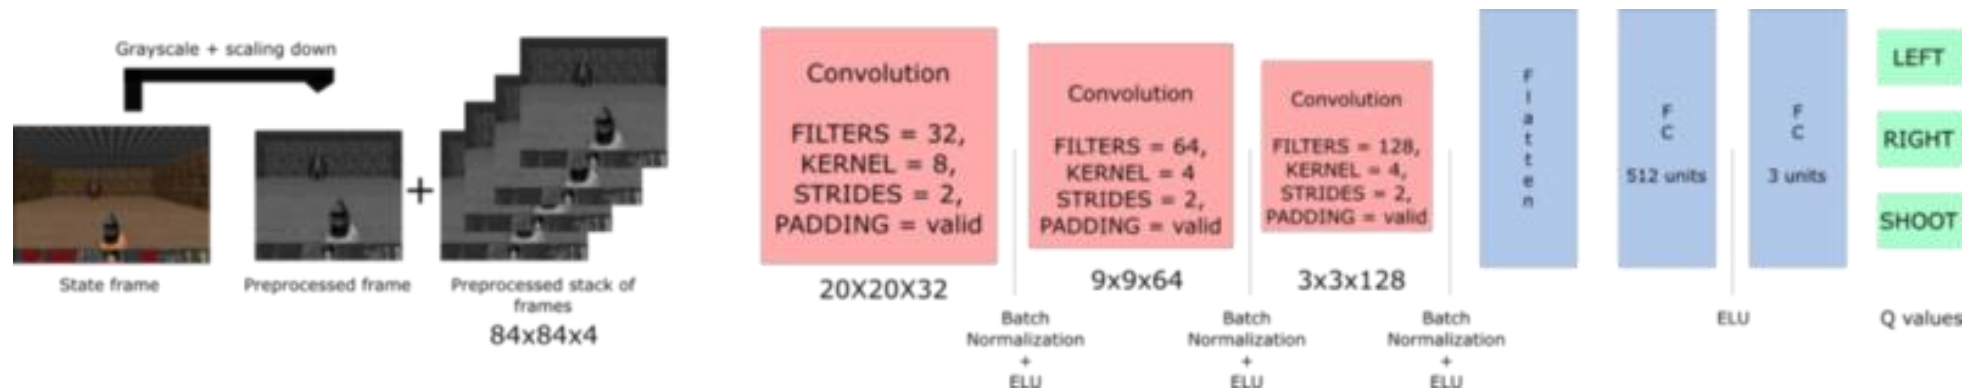 Grayscale + scaling down
State frame
Preprocessed frame
Preprocessed stack of
frames
84x84x4
Convolution
FILTERS = 32,
KERNEL = 8,
STRIDES = 2,
PADDING = valid
20X20X32
Batch
Normalization
+
ELU
Convolution
FILTERS = 64,
KERNEL = 4
STRIDES = 2,
PADDING = valid
9x9x64
Batch
Normalization
+
ELU
Convolution
FILTERS = 128,
KERNEL = 4,
STRIDES = 2,
PADDING = valid
3x3x128
Batch
Normalization
+
ELU
Flatten
FC
512 units
ELU
FC
3 units
LEFT
RIGHT
SHOOT
Q values